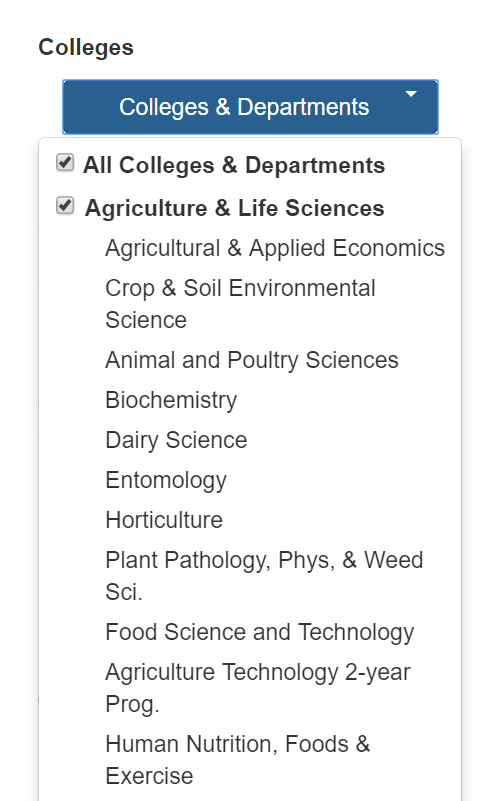 Colleges
Colleges & Departments
All Colleges & Departments
Agriculture & Life Sciences
Agricultural & Applied Economics
Crop & Soil Environmental
Science
Animal and Poultry Sciences
Biochemistry
Dairy Science
Entomology
Horticulture
Plant Pathology, Phys, & Weed
Sci.
Food Science and Technology
Agriculture Technology 2-year
Prog.
Human Nutrition, Foods &
Exercise